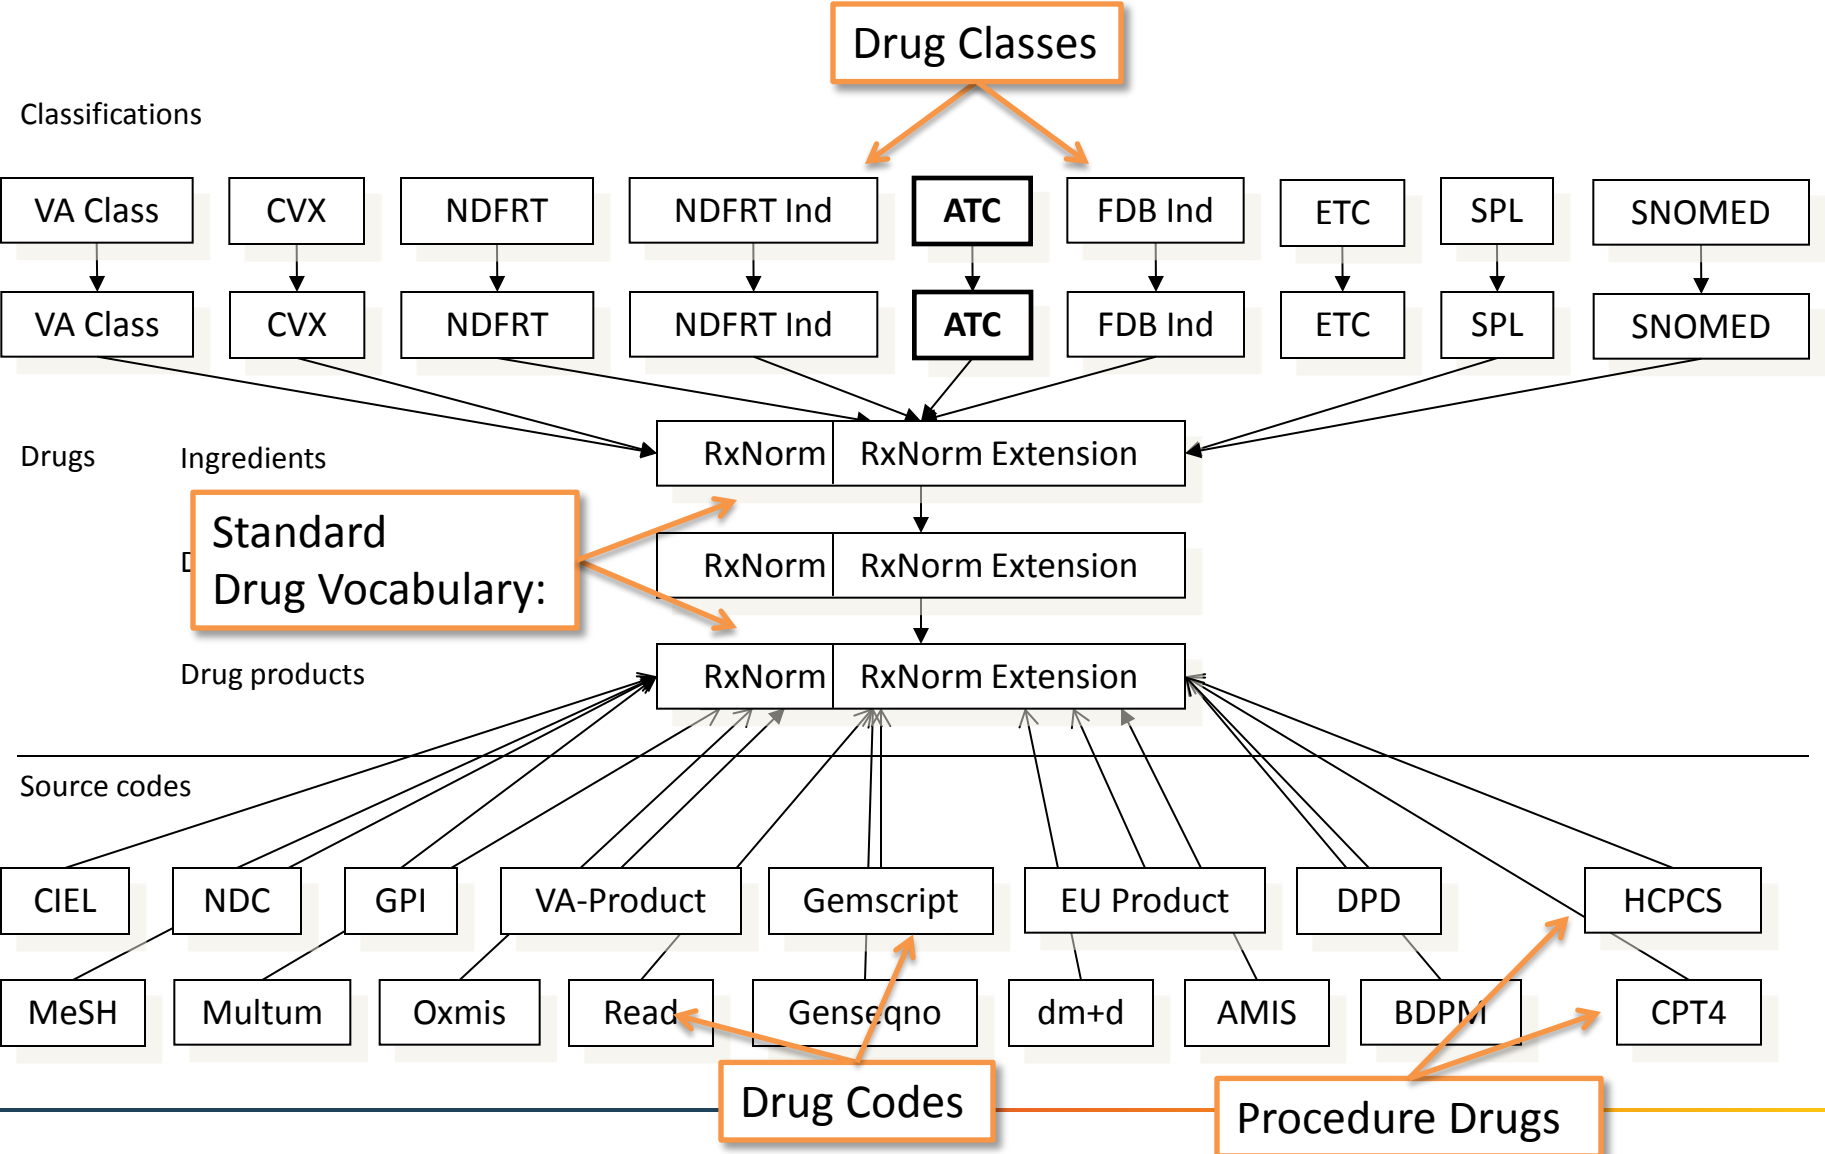 Drug Classes
Classifications
VA Class CVX NDFRT NDFRT Ind ATC FDB Ind ETC SPL SNOMED
VA Class CVX NDFRT NDFRT Ind ATC FDB Ind ETC SPL SNOMED
Drugs Ingredients RxNorm RxNorm Extension
Standard
Drug Vocabulary:
RxNorm RxNorm Extension
Drug products RxNorm RxNorm Extension
Source codes
CIEL NDC GPI VA-Product Gemscript EU Product DPD HCPCS
MeSH Multum Oxmis Read Genseqno dm+d AMIS BDPM CPT4
Drug Codes
Procedure Drugs